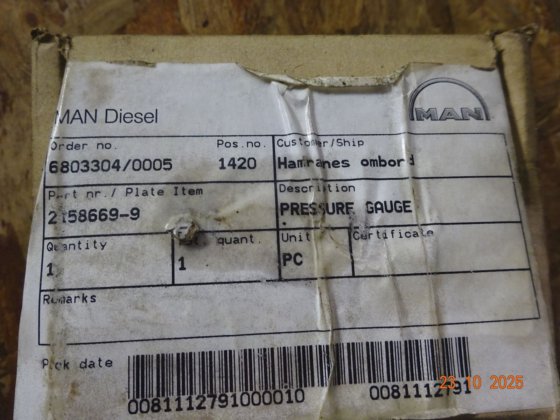 MAN Diesel
MAN
Order no. Pos.no. Customer/Ship
6803304/0005 1420 Hamranes ombord
Part nr./ Plate Item Description
2158669-9 PRESSURE GAUGE
Quantity quant. Unit Certificate
1 1 PC
Remarks
Pick date
0081112791000010 0081112791
23 10 2025